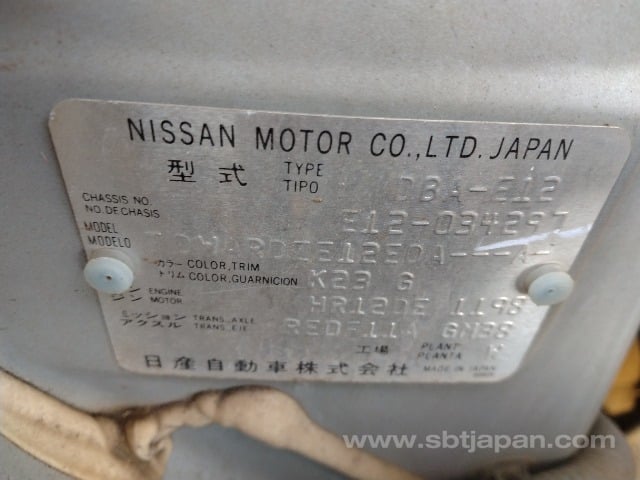 NISSAN MOTOR CO.,LTD. JAPAN
型式 TYPE TIPO DBA-E12
CHASSIS NO. NO.DE.CHASIS E12-034297
MODEL MODELO
カラー COLOR,TRIM
トリム COLOR,GUARNICION K23 G
ENGINE MOTOR HR12DE 1198
ミッション TRANS.
アクスル AXLE EJE RE0F11A GM38
工場 PLANT PLANTA
日産自動車株式会社 MADE IN JAPAN
www.sbtjapan.com